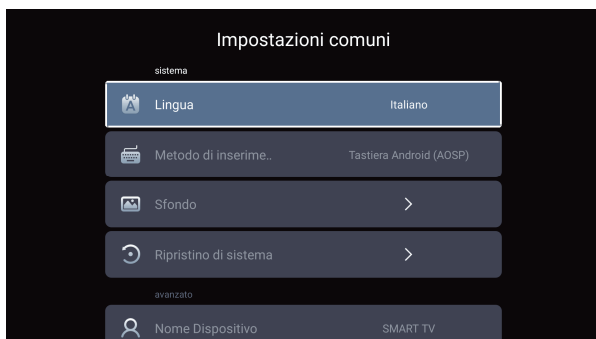 Impostazioni comuni
sistema
Lingua Italiano
Metodo di inserime.. Tastiera Android (AOSP)
Sfondo
Ripristino di sistema
avanzato
Nome Dispositivo SMART TV